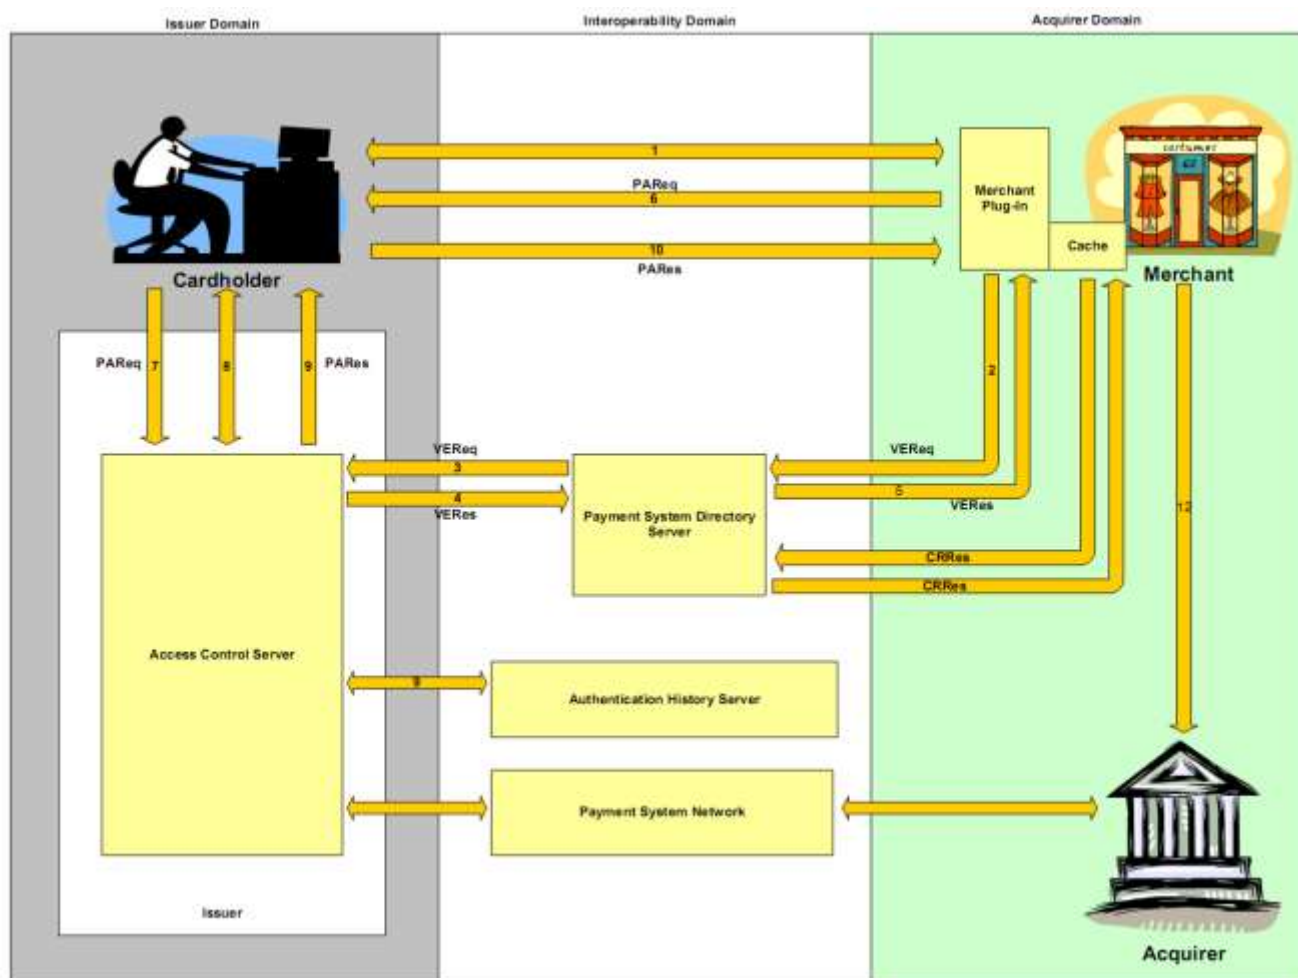 Issuer Domain
Interoperability Domain
Acquirer Domain
1
PAReq
6
10
PARes
Merchant
Plug-in
Cache
Cardholder
Merchant
PAReq
7
8
9
PARes
2
VEReq
3
4
VERes
Payment System Directory
Server
VEReq
5
VERes
CRRes
CRRes
12
Access Control Server
9
Authentication History Server
Payment System Network
Issuer
Acquirer